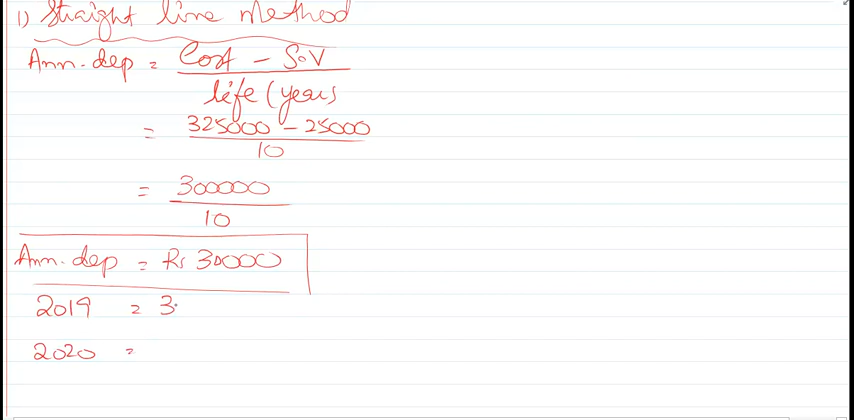 1) Straight line Method
Ann. dep = Cost - S.V
life (years
= 325000 - 25000
10
= 300000
10
Ann. dep = Rs 30000
2019 = 3
2020 =